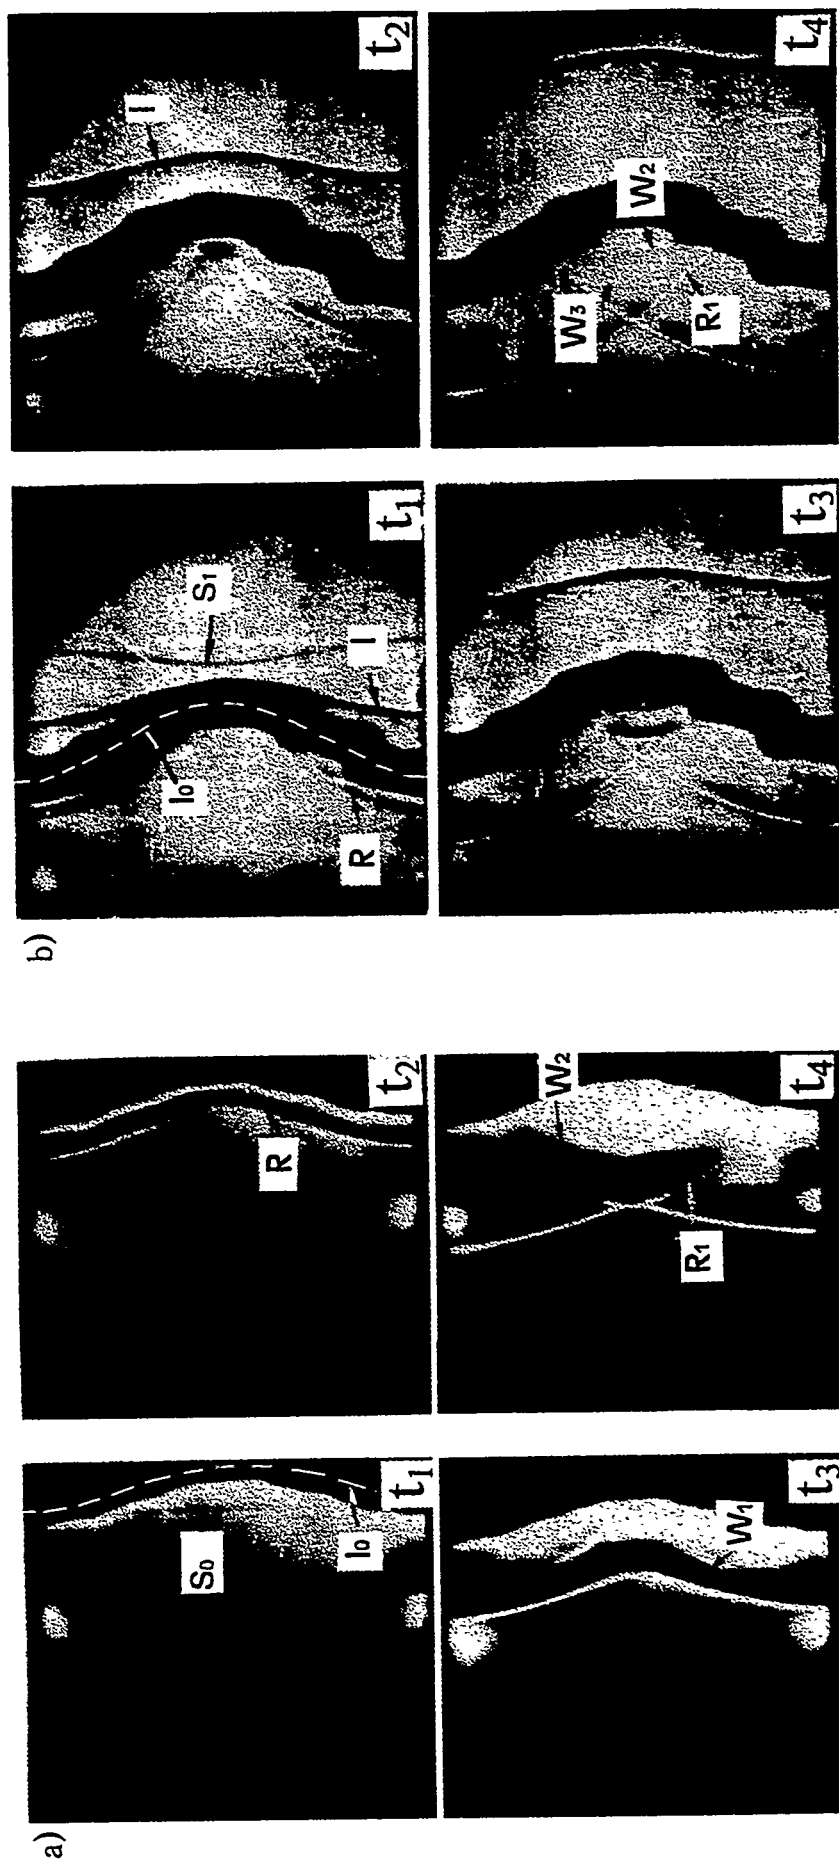 a)
S₀
I₀
t₁
R
t₂
W₁
t₃
W₂
R₁
t₄
b)
S₁
I₀
I
R
t₁
I
t₂
t₃
W₃
W₂
R₁
t₄